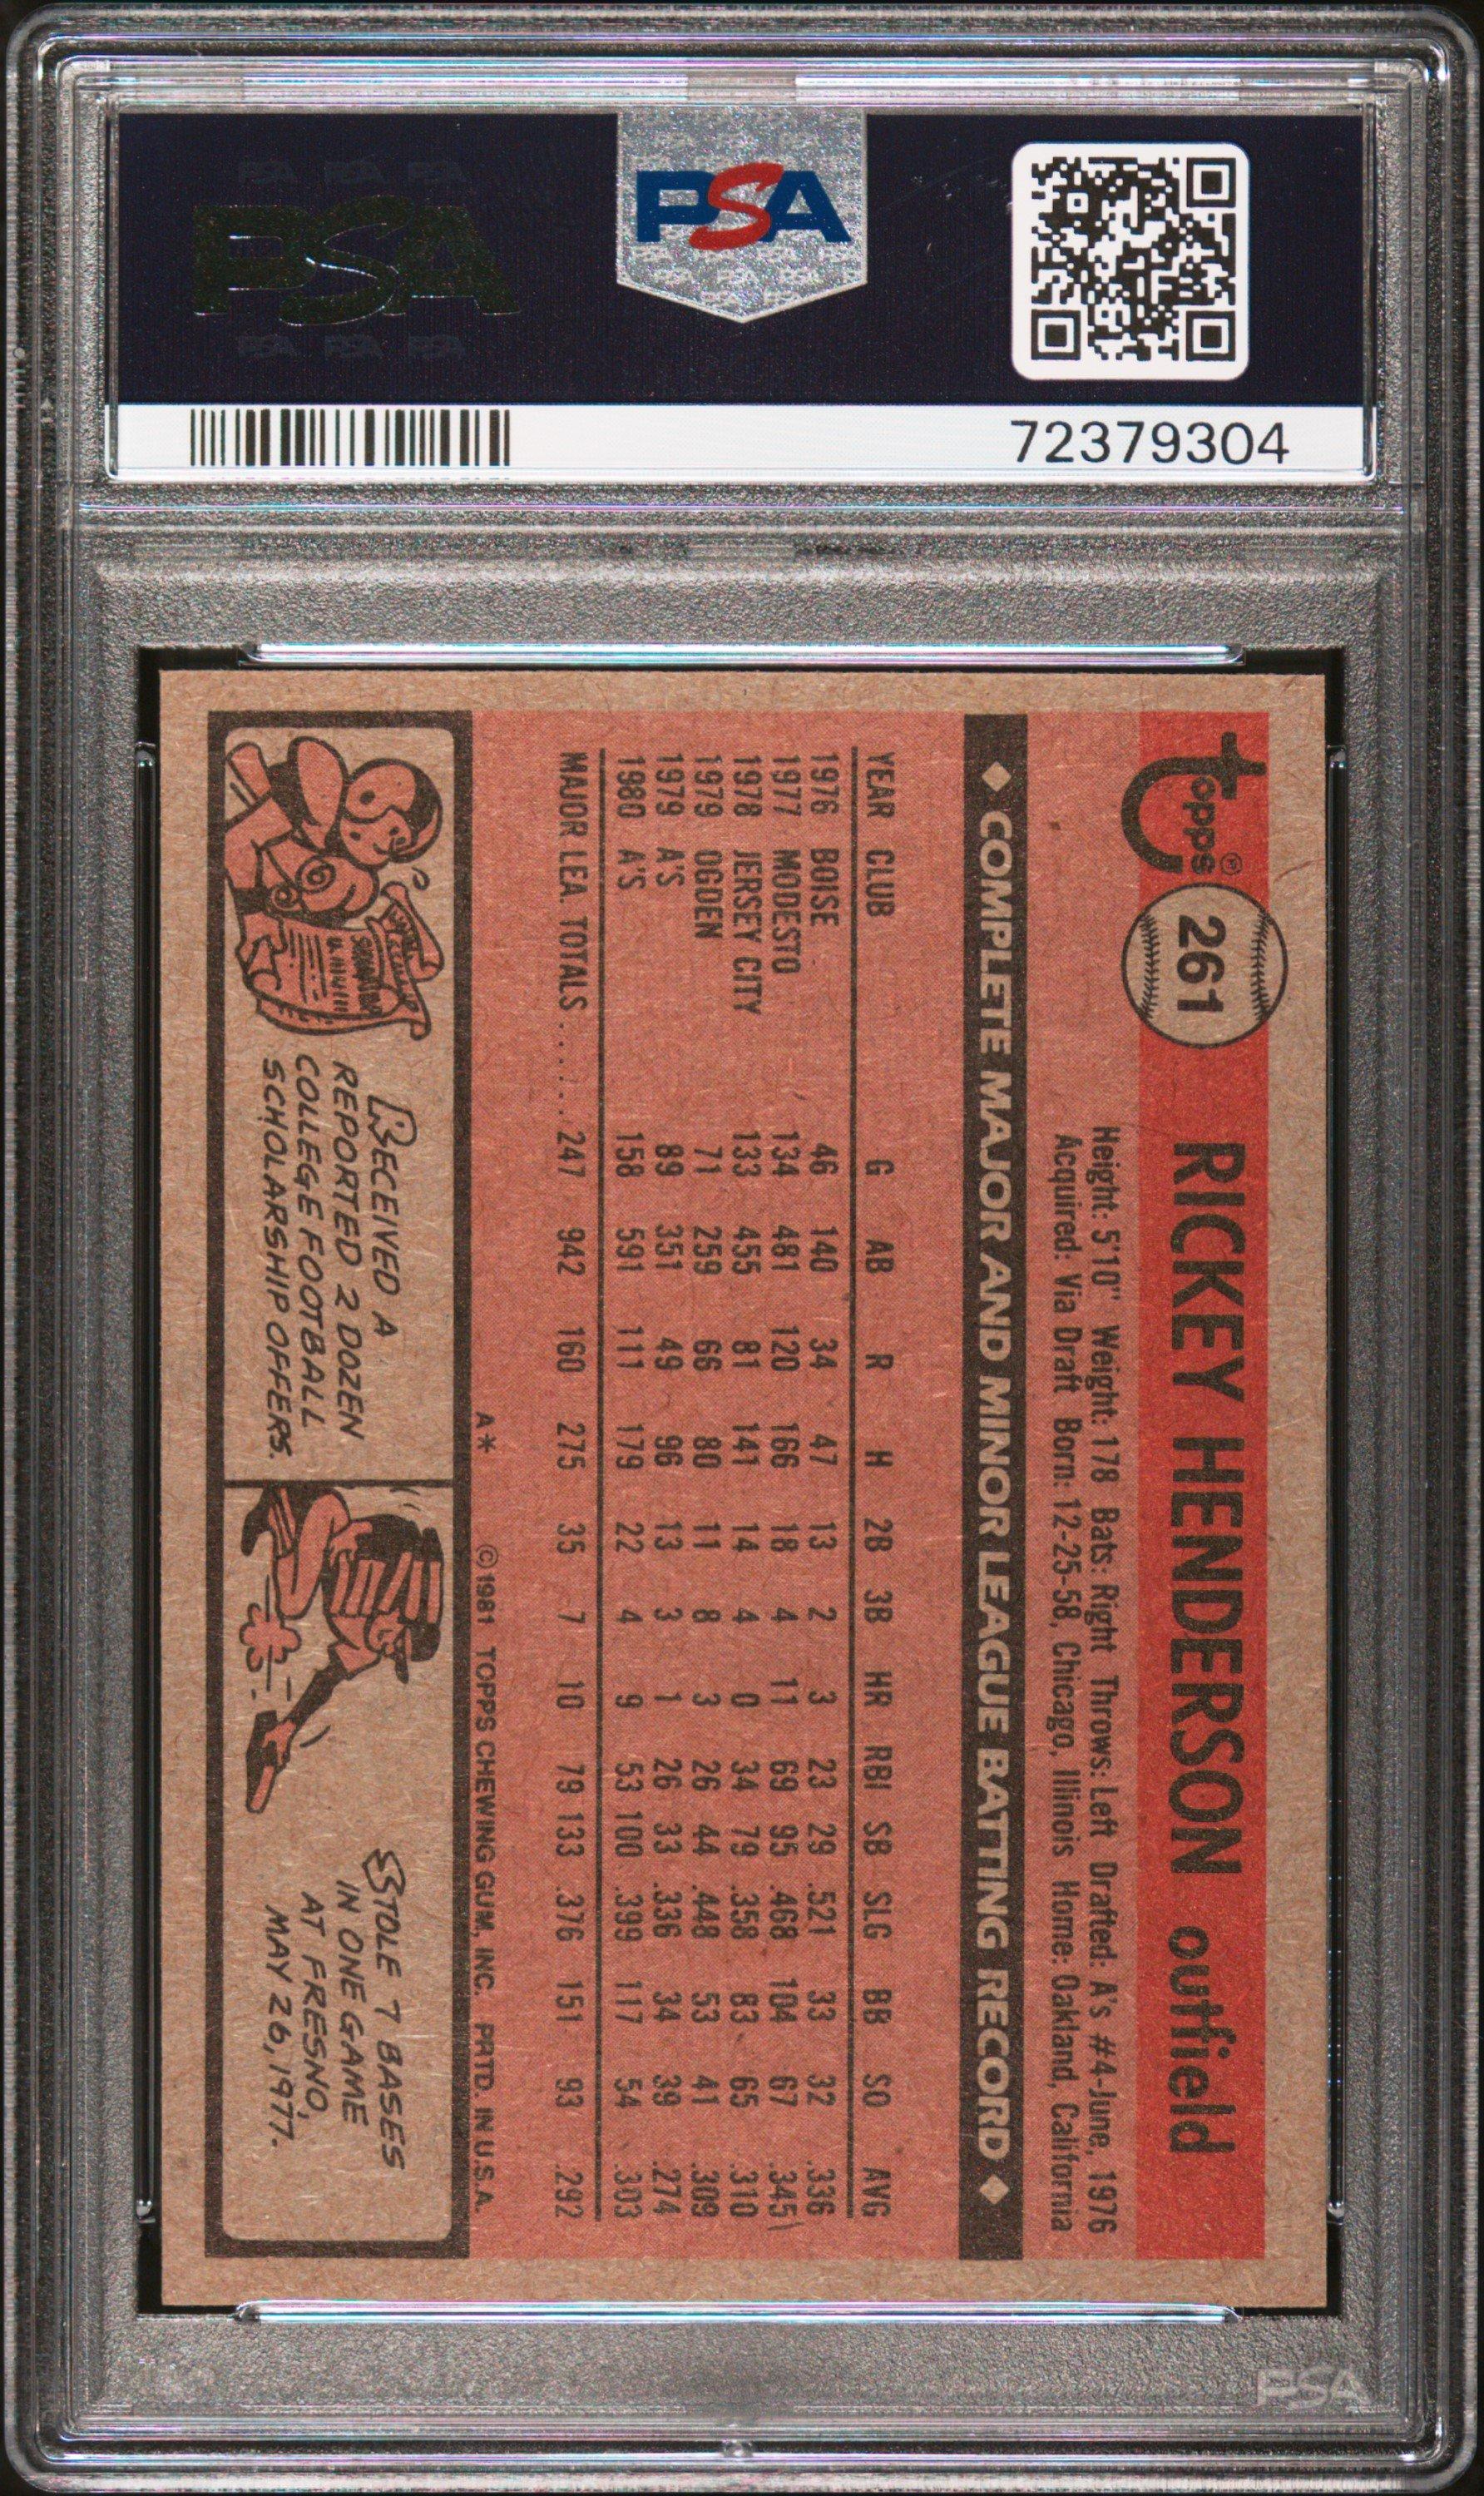 PSA
PSA PSA PSA
PSA
PSA PSA PSA
72379304
topps®
261
RICKEY HENDERSON outfield
Height: 5'10" Weight: 178 Bats: Right Throws: Left Drafted: A's #4-June, 1976
Acquired: Via Draft Born: 12-25-58, Chicago, Illinois Home: Oakland, California
◆ COMPLETE MAJOR AND MINOR LEAGUE BATTING RECORD ◆
YEAR CLUB G AB R H 2B 3B HR RBI SB SLG BB SO AVG
1976 BOISE 46 140 34 47 13 2 3 23 29 .521 33 32 .336
1977 MODESTO 134 481 120 166 18 4 11 69 95 .468 104 67 .345
1978 JERSEY CITY 133 455 81 141 14 4 0 34 79 .358 83 65 .310
1979 OGDEN 71 259 66 80 11 8 3 26 44 .448 53 41 .309
1979 A'S 89 351 49 96 13 3 1 26 33 .336 34 39 .274
1980 A'S 158 591 111 179 22 4 9 53 100 .399 117 54 .303
MAJOR LEA. TOTALS . . . . . . 247 942 160 275 35 7 10 79 133 .376 151 93 .292
A* ©1981 TOPPS CHEWING GUM, INC. PRTD. IN U.S.A.
RECEIVED A
REPORTED 2 DOZEN
COLLEGE FOOTBALL
SCHOLARSHIP OFFERS.
STOLE 7 BASES
IN ONE GAME
AT FRESNO,
MAY 26, 1977.
PSA